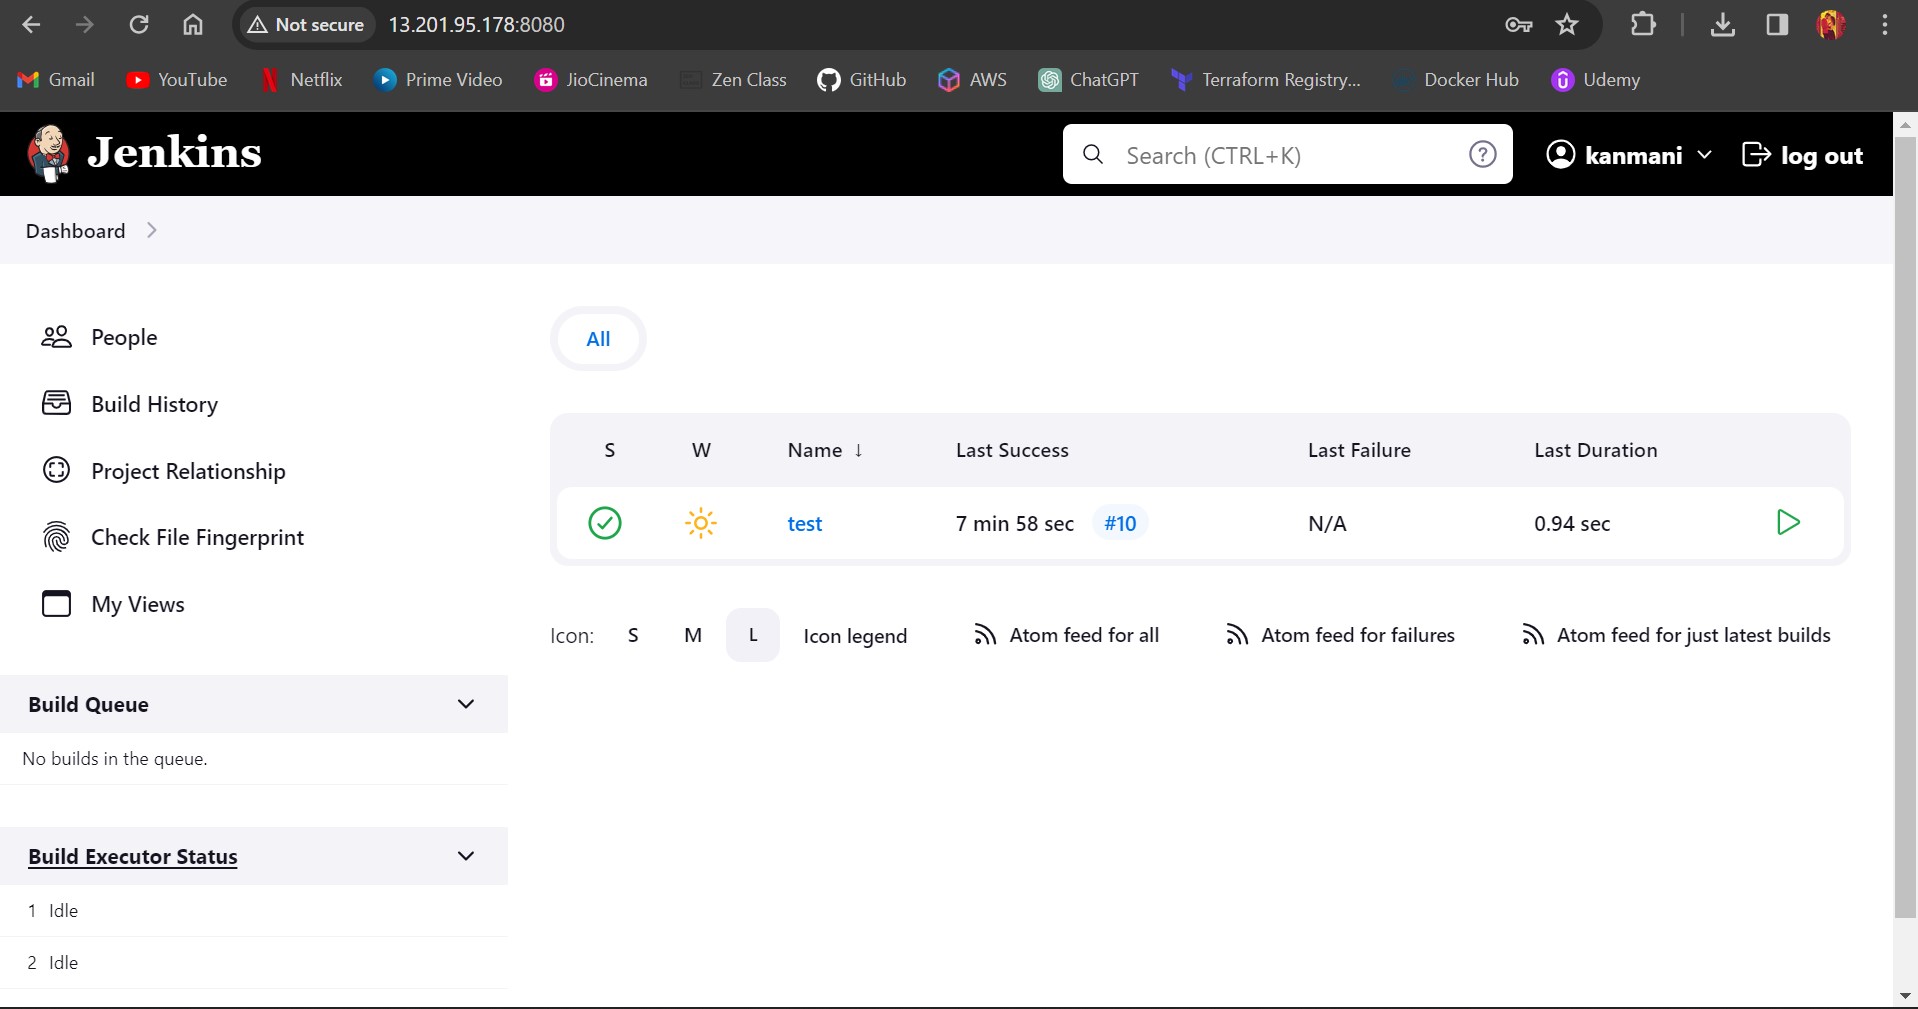 Not secure 13.201.95.178:8080
Gmail YouTube Netflix Prime Video JioCinema Zen Class GitHub AWS ChatGPT Terraform Registry... Docker Hub Udemy
Jenkins Search (CTRL+K) ? kanmani log out
Dashboard
People
Build History
Project Relationship
Check File Fingerprint
My Views
Build Queue
No builds in the queue.
Build Executor Status
1 Idle
2 Idle
All
S W Name ↓ Last Success Last Failure Last Duration
test 7 min 58 sec #10 N/A 0.94 sec
Icon: S M L Icon legend Atom feed for all Atom feed for failures Atom feed for just latest builds